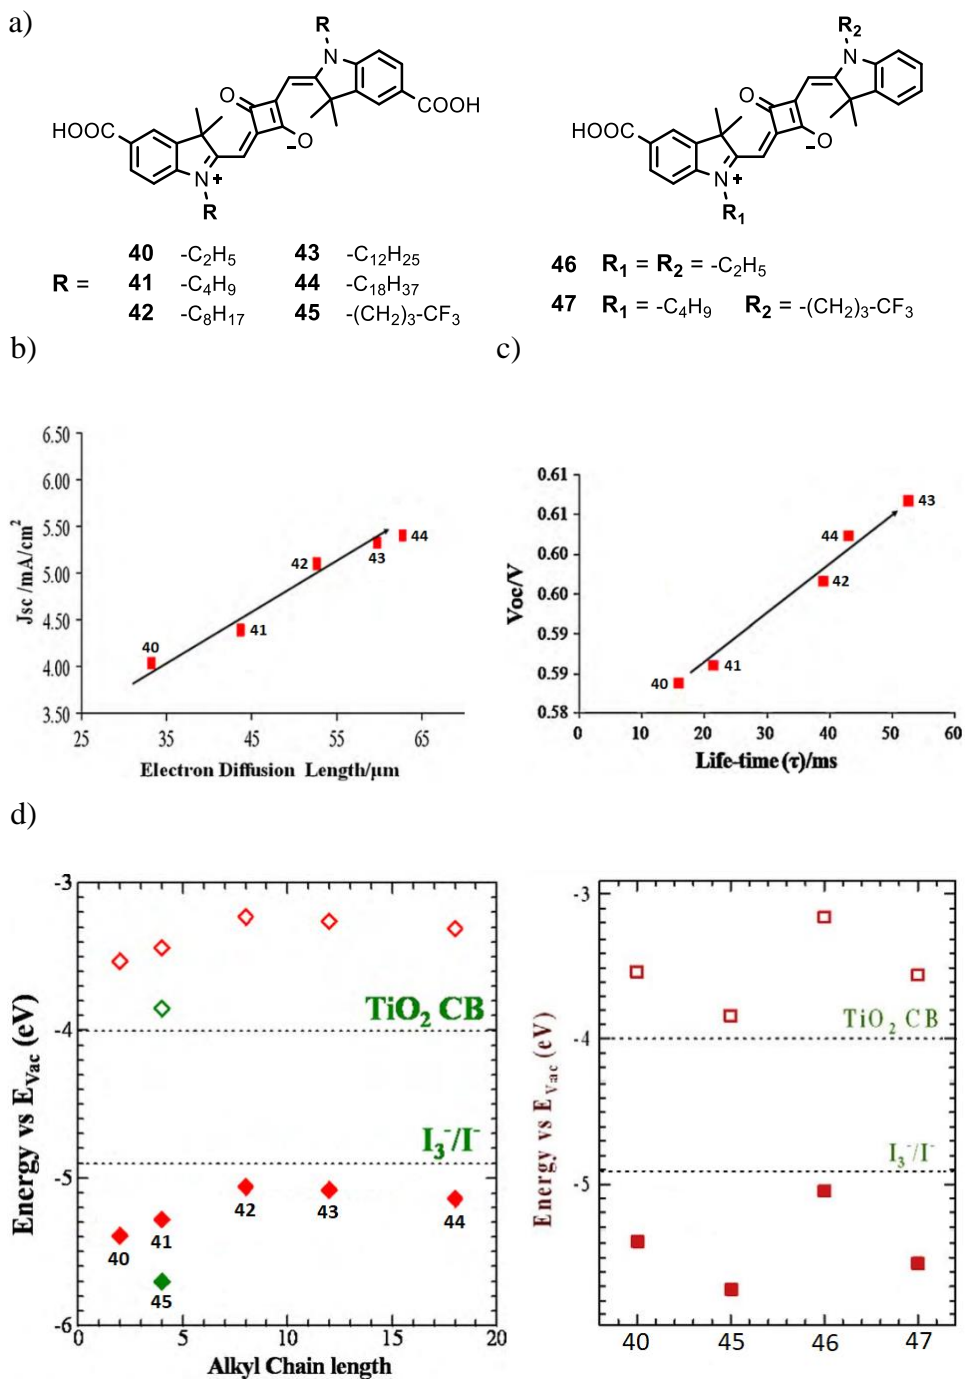 a)
R
N
O
COOH
HOOC
O
−
N
+
R
R₂
N
O
HOOC
O
−
N
+
R₁
R =
40 -C₂H₅ 43 -C₁₂H₂₅
41 -C₄H₉ 44 -C₁₈H₃₇
42 -C₈H₁₇ 45 -(CH₂)₃-CF₃
46 R₁ = R₂ = -C₂H₅
47 R₁ = -C₄H₉ R₂ = -(CH₂)₃-CF₃
b)
6.50
6.00
5.50
5.00
4.50
4.00
3.50
Jsc /mA/cm²
40
41
42
43
44
25 35 45 55 65
Electron Diffusion Length/μm
c)
0.61
0.61
0.60
0.60
0.59
0.59
0.58
Voc/V
40
41
42
44
43
0 10 20 30 40 50 60
Life-time (τ)/ms
d)
-3
-4
-5
-6
Energy vs E_Vac (eV)
TiO₂ CB
I₃⁻/I⁻
40
41
45
42
43
44
0 5 10 15 20
Alkyl Chain length
-3
-4
-5
Energy vs E_Vac (eV)
TiO₂ CB
I₃⁻/I⁻
40 45 46 47